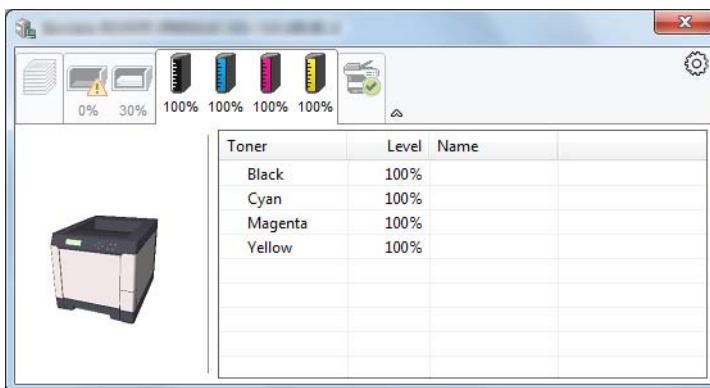 0% 30% 100% 100% 100% 100%
Toner Level Name
Black 100%
Cyan 100%
Magenta 100%
Yellow 100%